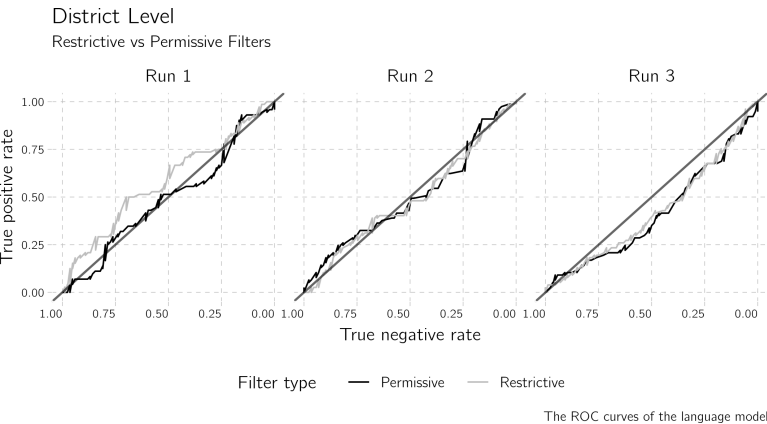 District Level
Restrictive vs Permissive Filters
Run 1 Run 2 Run 3
True positive rate
1.00
0.75
0.50
0.25
0.00
1.00 0.75 0.50 0.25 0.00 1.00 0.75 0.50 0.25 0.00 1.00 0.75 0.50 0.25 0.00
True negative rate
Filter type Permissive Restrictive
The ROC curves of the language model